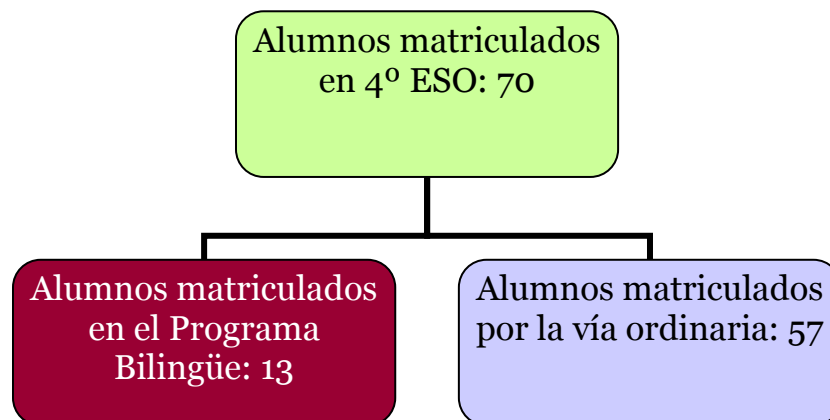 Alumnos matriculados
en 4º ESO: 70
Alumnos matriculados
en el Programa
Bilingüe: 13
Alumnos matriculados
por la vía ordinaria: 57